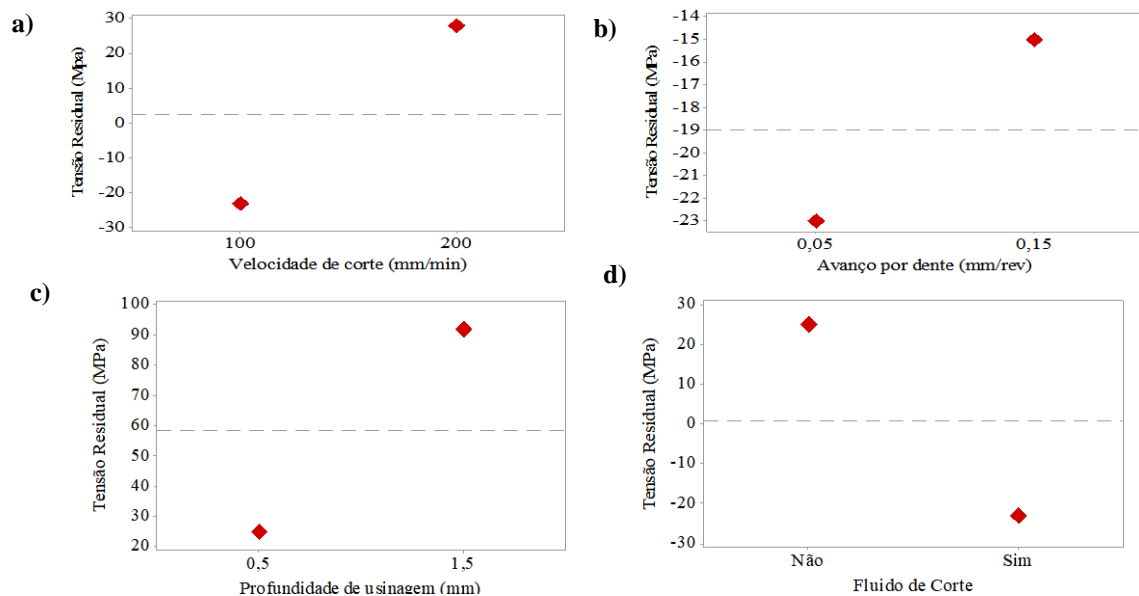 a)
Tensão Residual (Mpa)
30
20
10
0
-10
-20
-30
100 200
Velocidade de corte (mm/min)
b)
Tensão Residual (MPa)
-14
-15
-16
-17
-18
-19
-21
-22
-23
0,05 0,15
Avanço por dente (mm/rev)
c)
Tensão Residual (MPa)
100
90
80
70
60
50
40
30
20
0,5 1,5
Profundidade de usinagem (mm)
d)
Tensão Residual (MPa)
30
20
10
0
-10
-20
-30
Não Sim
Fluido de Corte